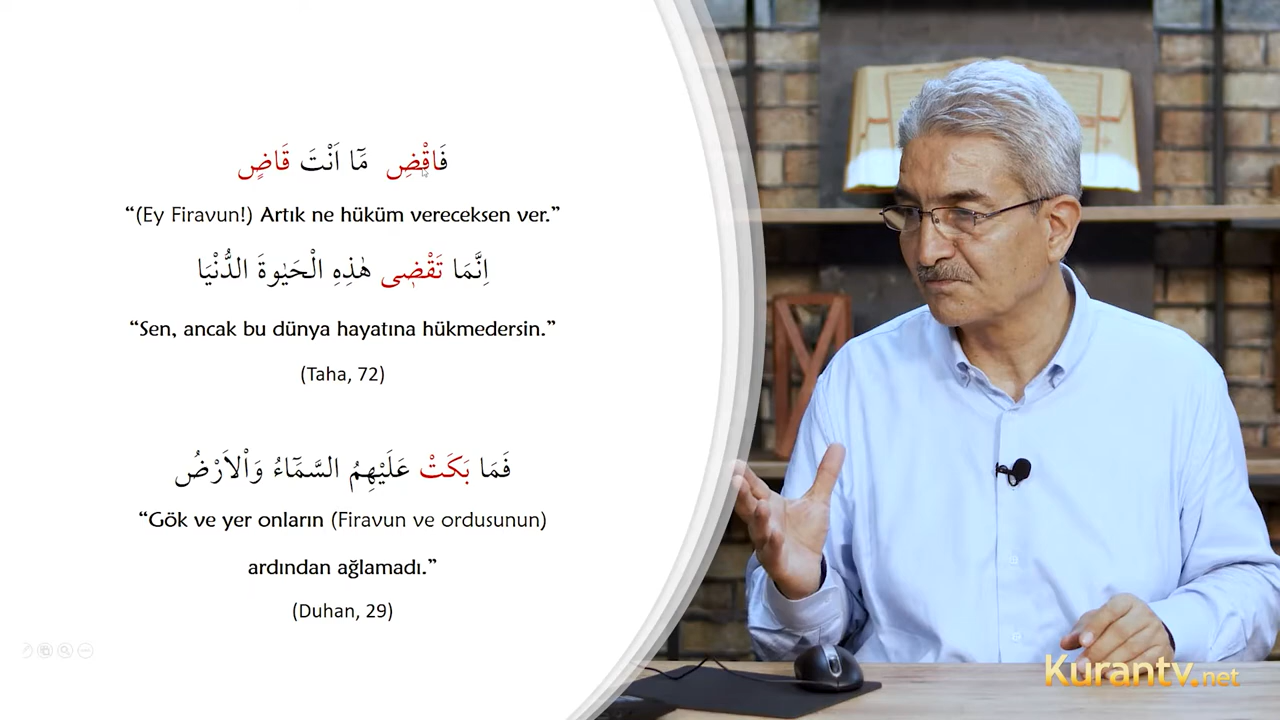 فَاقْضِ مَٓا اَنْتَ قَاضٍ
“(Ey Firavun!) Artık ne hüküm vereceksen ver.”
اِنَّمَا تَقْضٖى هٰذِهِ الْحَيٰوةَ الدُّنْيَا
“Sen, ancak bu dünya hayatına hükmedersin.”
(Taha, 72)
فَمَا بَكَتْ عَلَيْهِمُ السَّمَٓاءُ وَالْاَرْضُ
“Gök ve yer onların (Firavun ve ordusunun)
ardından ağlamadı.”
(Duhan, 29)
Kurantv.net